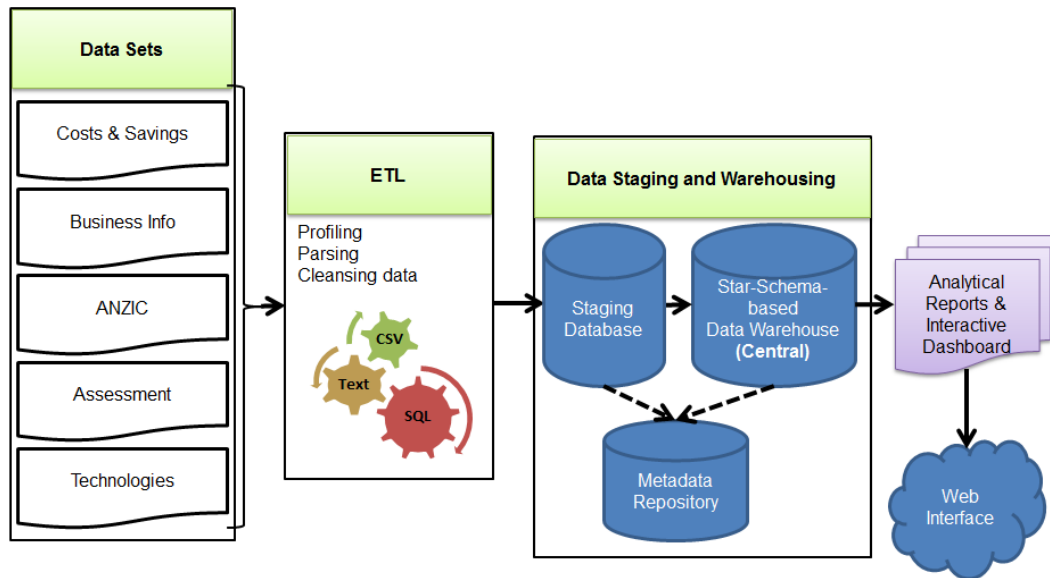 Data Sets
Costs & Savings
Business Info
ANZIC
Assessment
Technologies
ETL
Profiling
Parsing
Cleansing data
CSV
Text
SQL
Data Staging and Warehousing
Staging
Database
Star-Schema-
based
Data Warehouse
(Central)
Metadata
Repository
Analytical
Reports &
Interactive
Dashboard
Web
Interface